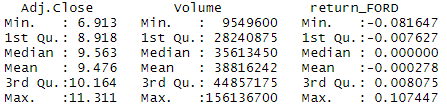 Adj.Close Volume return_FORD
Min. : 6.913 Min. : 9549600 Min. :-0.081647
1st Qu.: 8.918 1st Qu.: 28240875 1st Qu.:-0.007627
Median : 9.563 Median : 35613450 Median : 0.000000
Mean : 9.476 Mean : 38816242 Mean :-0.000278
3rd Qu.:10.164 3rd Qu.: 44857175 3rd Qu.: 0.008075
Max. :11.311 Max. :156136700 Max. : 0.107447